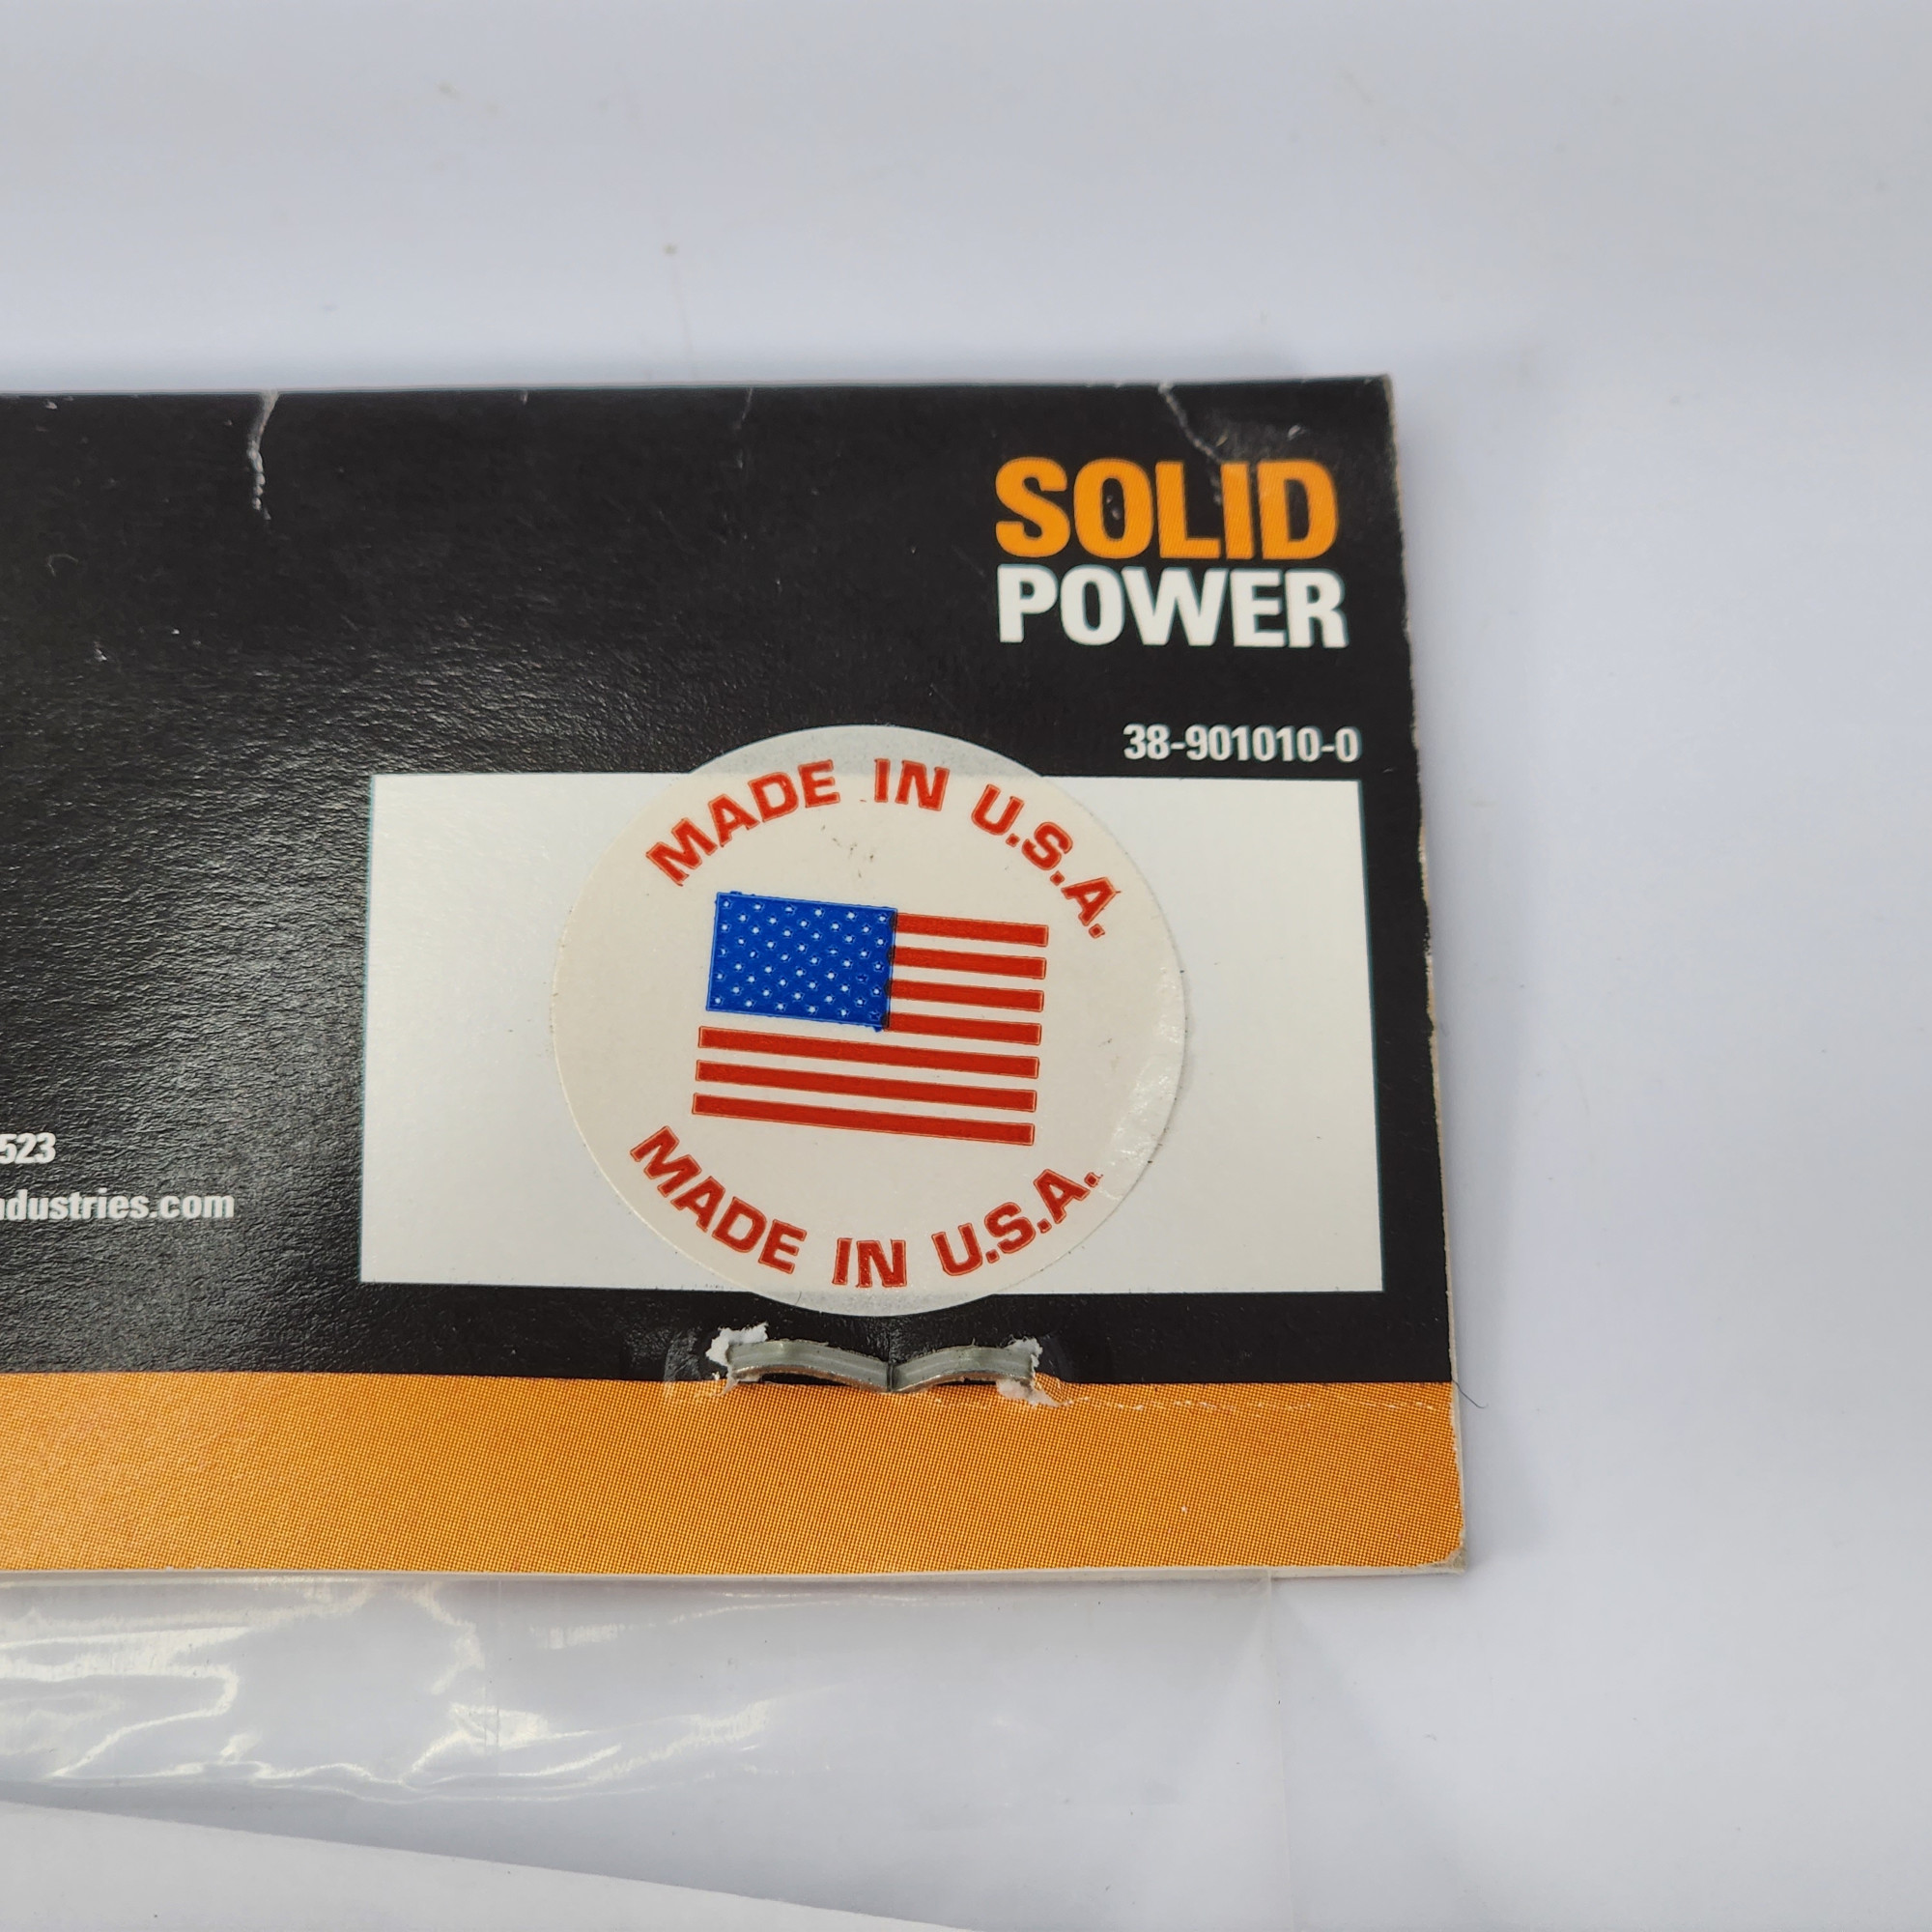 SOLID
POWER
38-901010-0
MADE IN U.S.A.
MADE IN U.S.A.
523
ndustries.com